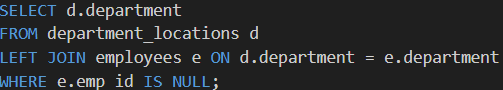 SELECT d.department
FROM department_locations d
LEFT JOIN employees e ON d.department = e.department
WHERE e.emp id IS NULL;